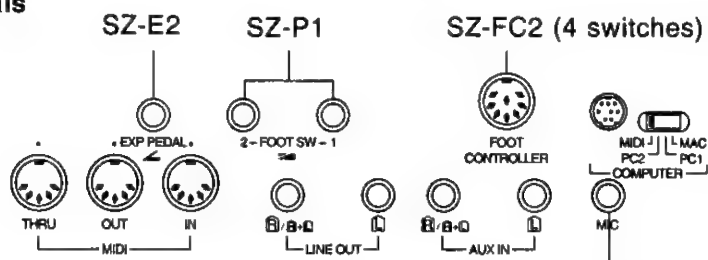 als
SZ-E2 SZ-P1 SZ-FC2 (4 switches)
EXP PEDAL
2 - FOOT SW - 1
FOOT
CONTROLLER
MIDI MAC
PC2 PC1
COMPUTER
THRU OUT IN
MIDI
R/R+L L
LINE OUT
R/R+L L
AUX IN
MIC